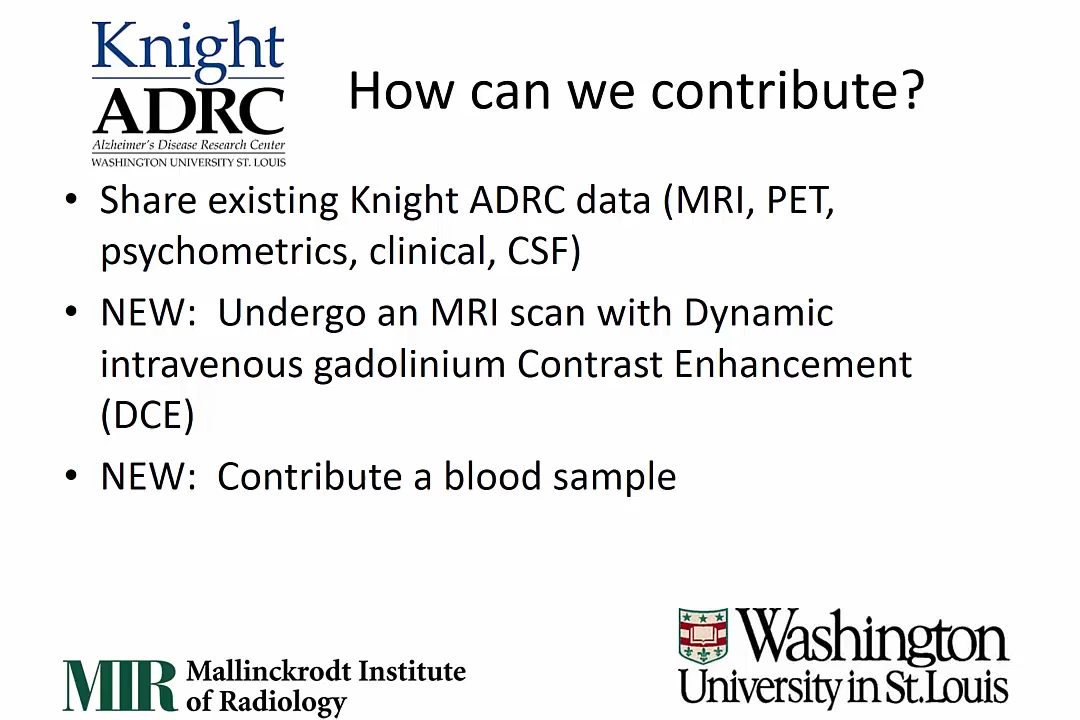 Knight
ADRC
Alzheimer's Disease Research Center
WASHINGTON UNIVERSITY ST. LOUIS
How can we contribute?
• Share existing Knight ADRC data (MRI, PET,
psychometrics, clinical, CSF)
• NEW:  Undergo an MRI scan with Dynamic
intravenous gadolinium Contrast Enhancement
(DCE)
• NEW:  Contribute a blood sample
MIR Mallinckrodt Institute
of Radiology
Washington
University in St. Louis